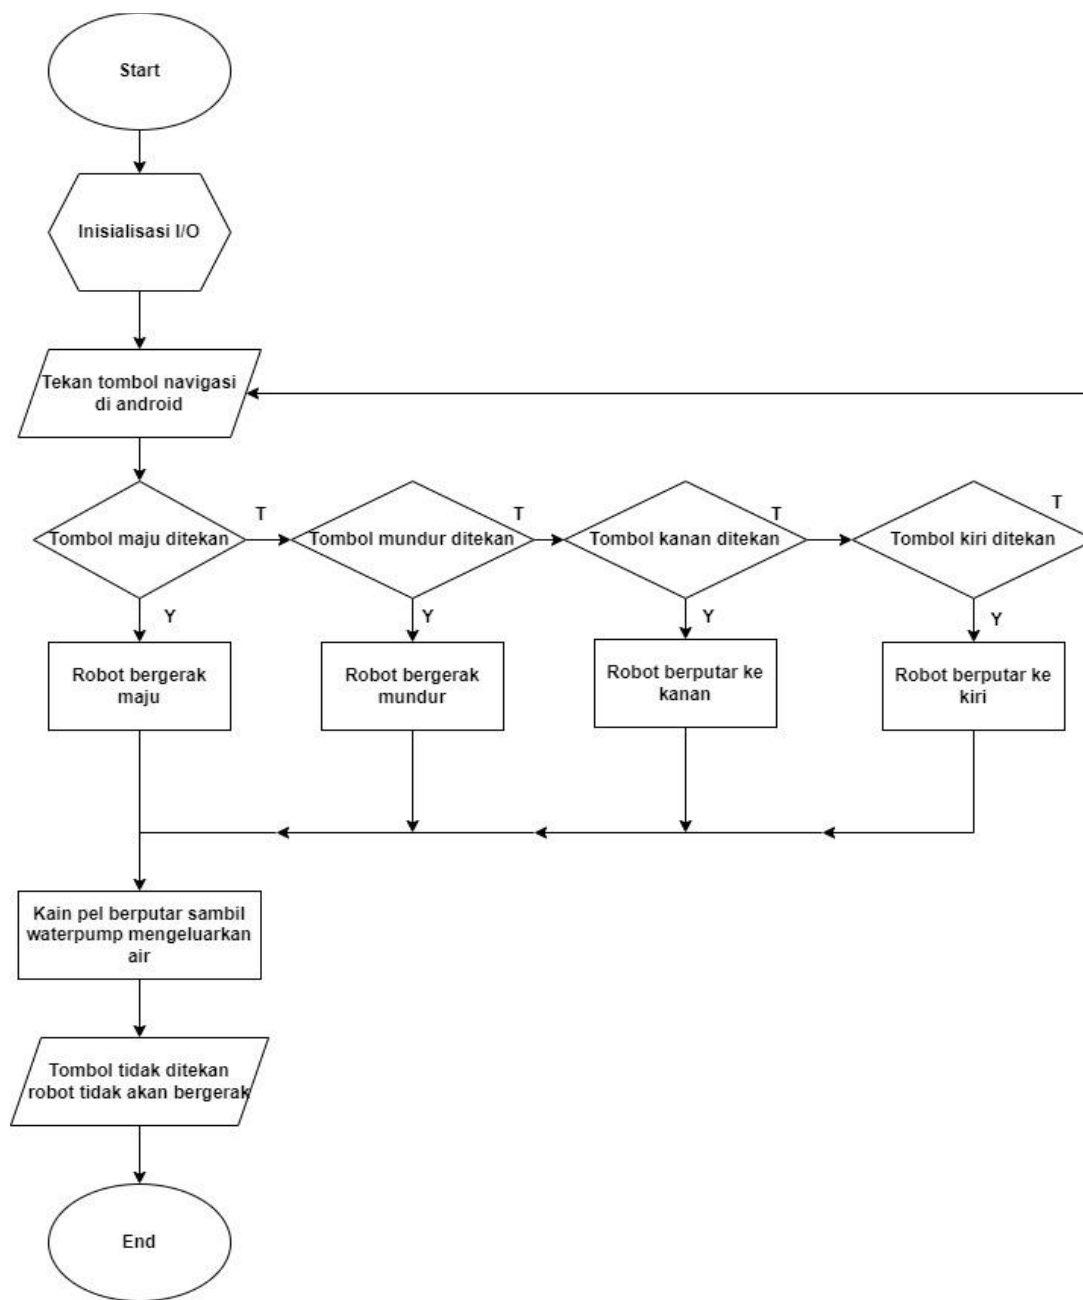 Start
Inisialisasi I/O
Tekan tombol navigasi
di android
Tombol maju ditekan
T
Tombol mundur ditekan
T
Tombol kanan ditekan
T
Tombol kiri ditekan
T
Y
Y
Y
Y
Robot bergerak
maju
Robot bergerak
mundur
Robot berputar ke
kanan
Robot berputar ke
kiri
Kain pel berputar sambil
waterpump mengeluarkan
air
Tombol tidak ditekan
robot tidak akan bergerak
End